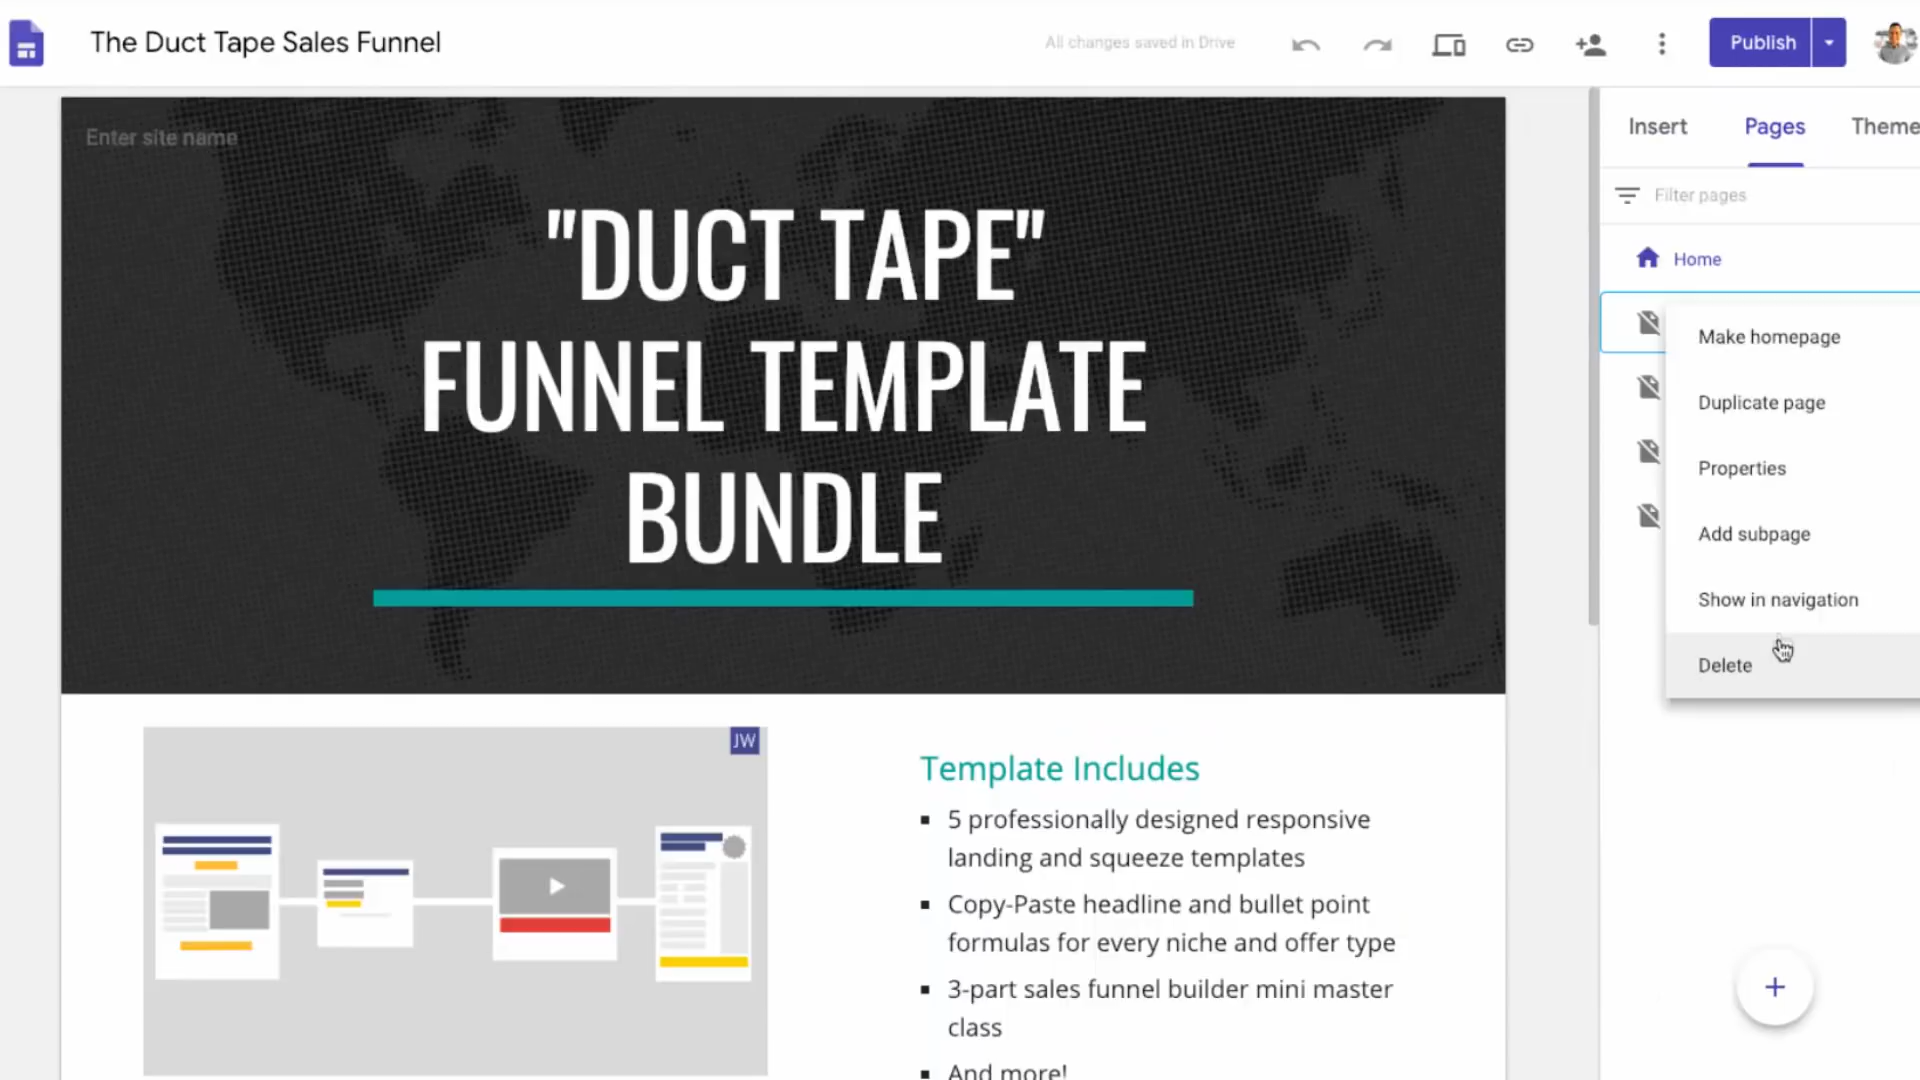 The Duct Tape Sales Funnel
All changes saved in Drive
Publish
Enter site name
"DUCT TAPE"
FUNNEL TEMPLATE
BUNDLE
JW
Template Includes
5 professionally designed responsive
landing and squeeze templates
Copy-Paste headline and bullet point
formulas for every niche and offer type
3-part sales funnel builder mini master
class
And more!
Insert
Pages
Theme
Filter pages
Home
Make homepage
Duplicate page
Properties
Add subpage
Show in navigation
Delete